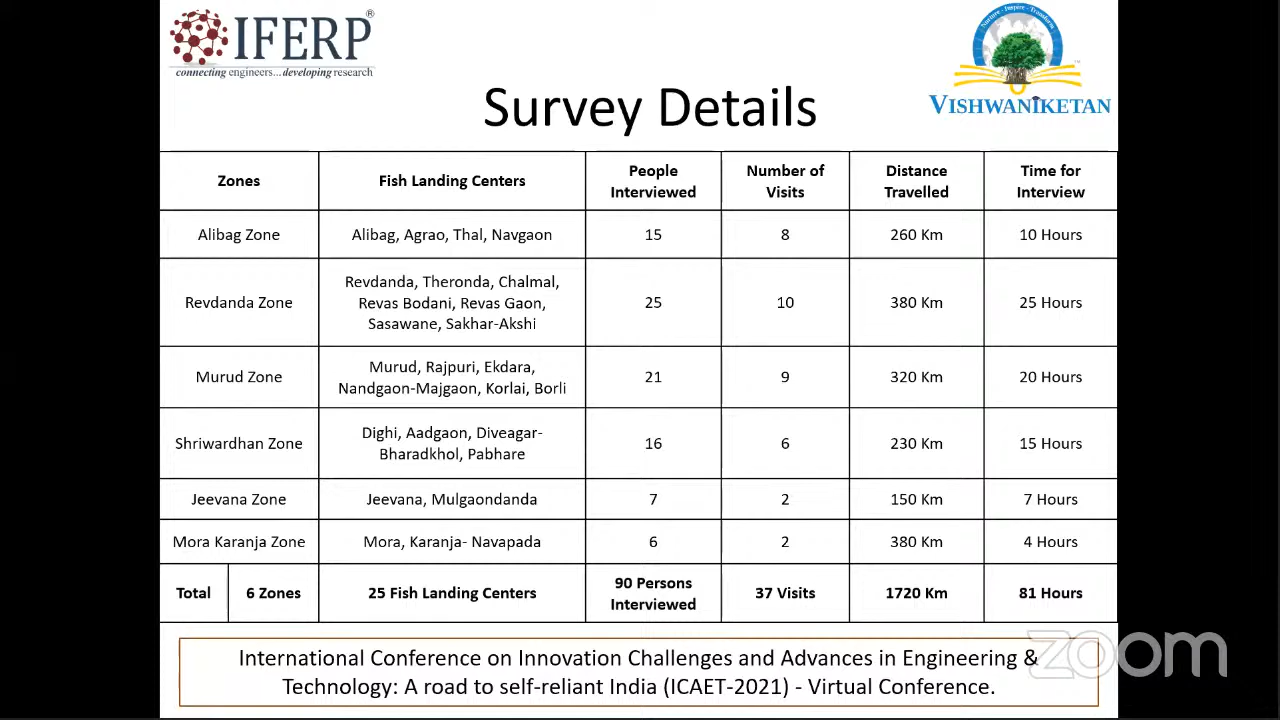 IFERP®
connecting engineers...developing research
Nurture - Inspire - Transform
VISHWANIKETAN
Survey Details
Zones
Fish Landing Centers
People
Interviewed
Number of
Visits
Distance
Travelled
Time for
Interview
Alibag Zone
Alibag, Agrao, Thal, Navgaon
15
8
260 Km
10 Hours
Revdanda Zone
Revdanda, Theronda, Chalmal,
Revas Bodani, Revas Gaon,
Sasawane, Sakhar-Akshi
25
10
380 Km
25 Hours
Murud Zone
Murud, Rajpuri, Ekdara,
Nandgaon-Majgaon, Korlai, Borli
21
9
320 Km
20 Hours
Shriwardhan Zone
Dighi, Aadgaon, Diveagar-
Bharadkhol, Pabhare
16
6
230 Km
15 Hours
Jeevana Zone
Jeevana, Mulgaondanda
7
2
150 Km
7 Hours
Mora Karanja Zone
Mora, Karanja- Navapada
6
2
380 Km
4 Hours
Total
6 Zones
25 Fish Landing Centers
90 Persons
Interviewed
37 Visits
1720 Km
81 Hours
International Conference on Innovation Challenges and Advances in Engineering &
Technology: A road to self-reliant India (ICAET-2021) - Virtual Conference.
zoom